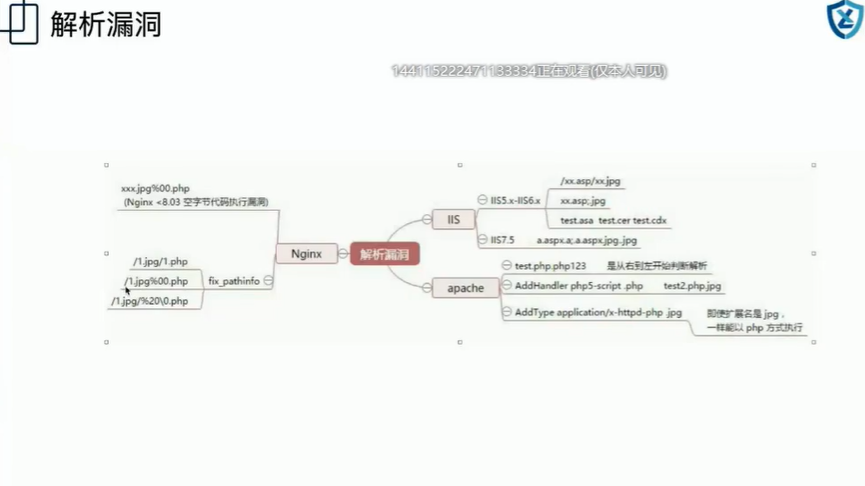 解析漏洞
144115222471133334正在观看(仅本人可见)
xxx.jpg%00.php
(Nginx <8.03 空字节代码执行漏洞)
/1.jpg/1.php
/1.jpg%00.php
/1.jpg/%20\0.php
fix_pathinfo
Nginx
解析漏洞
IIS
IIS5.x-IIS6.x
/xx.asp/xx.jpg
xx.asp;.jpg
test.asa test.cer test.cdx
IIS7.5 a.aspx.a;.a.aspx.jpg..jpg
apache
test.php.php123 是从右到左开始判断解析
AddHandler php5-script .php test2.php.jpg
AddType application/x-httpd-php .jpg
即使扩展名是 jpg，
一样能以 php 方式执行